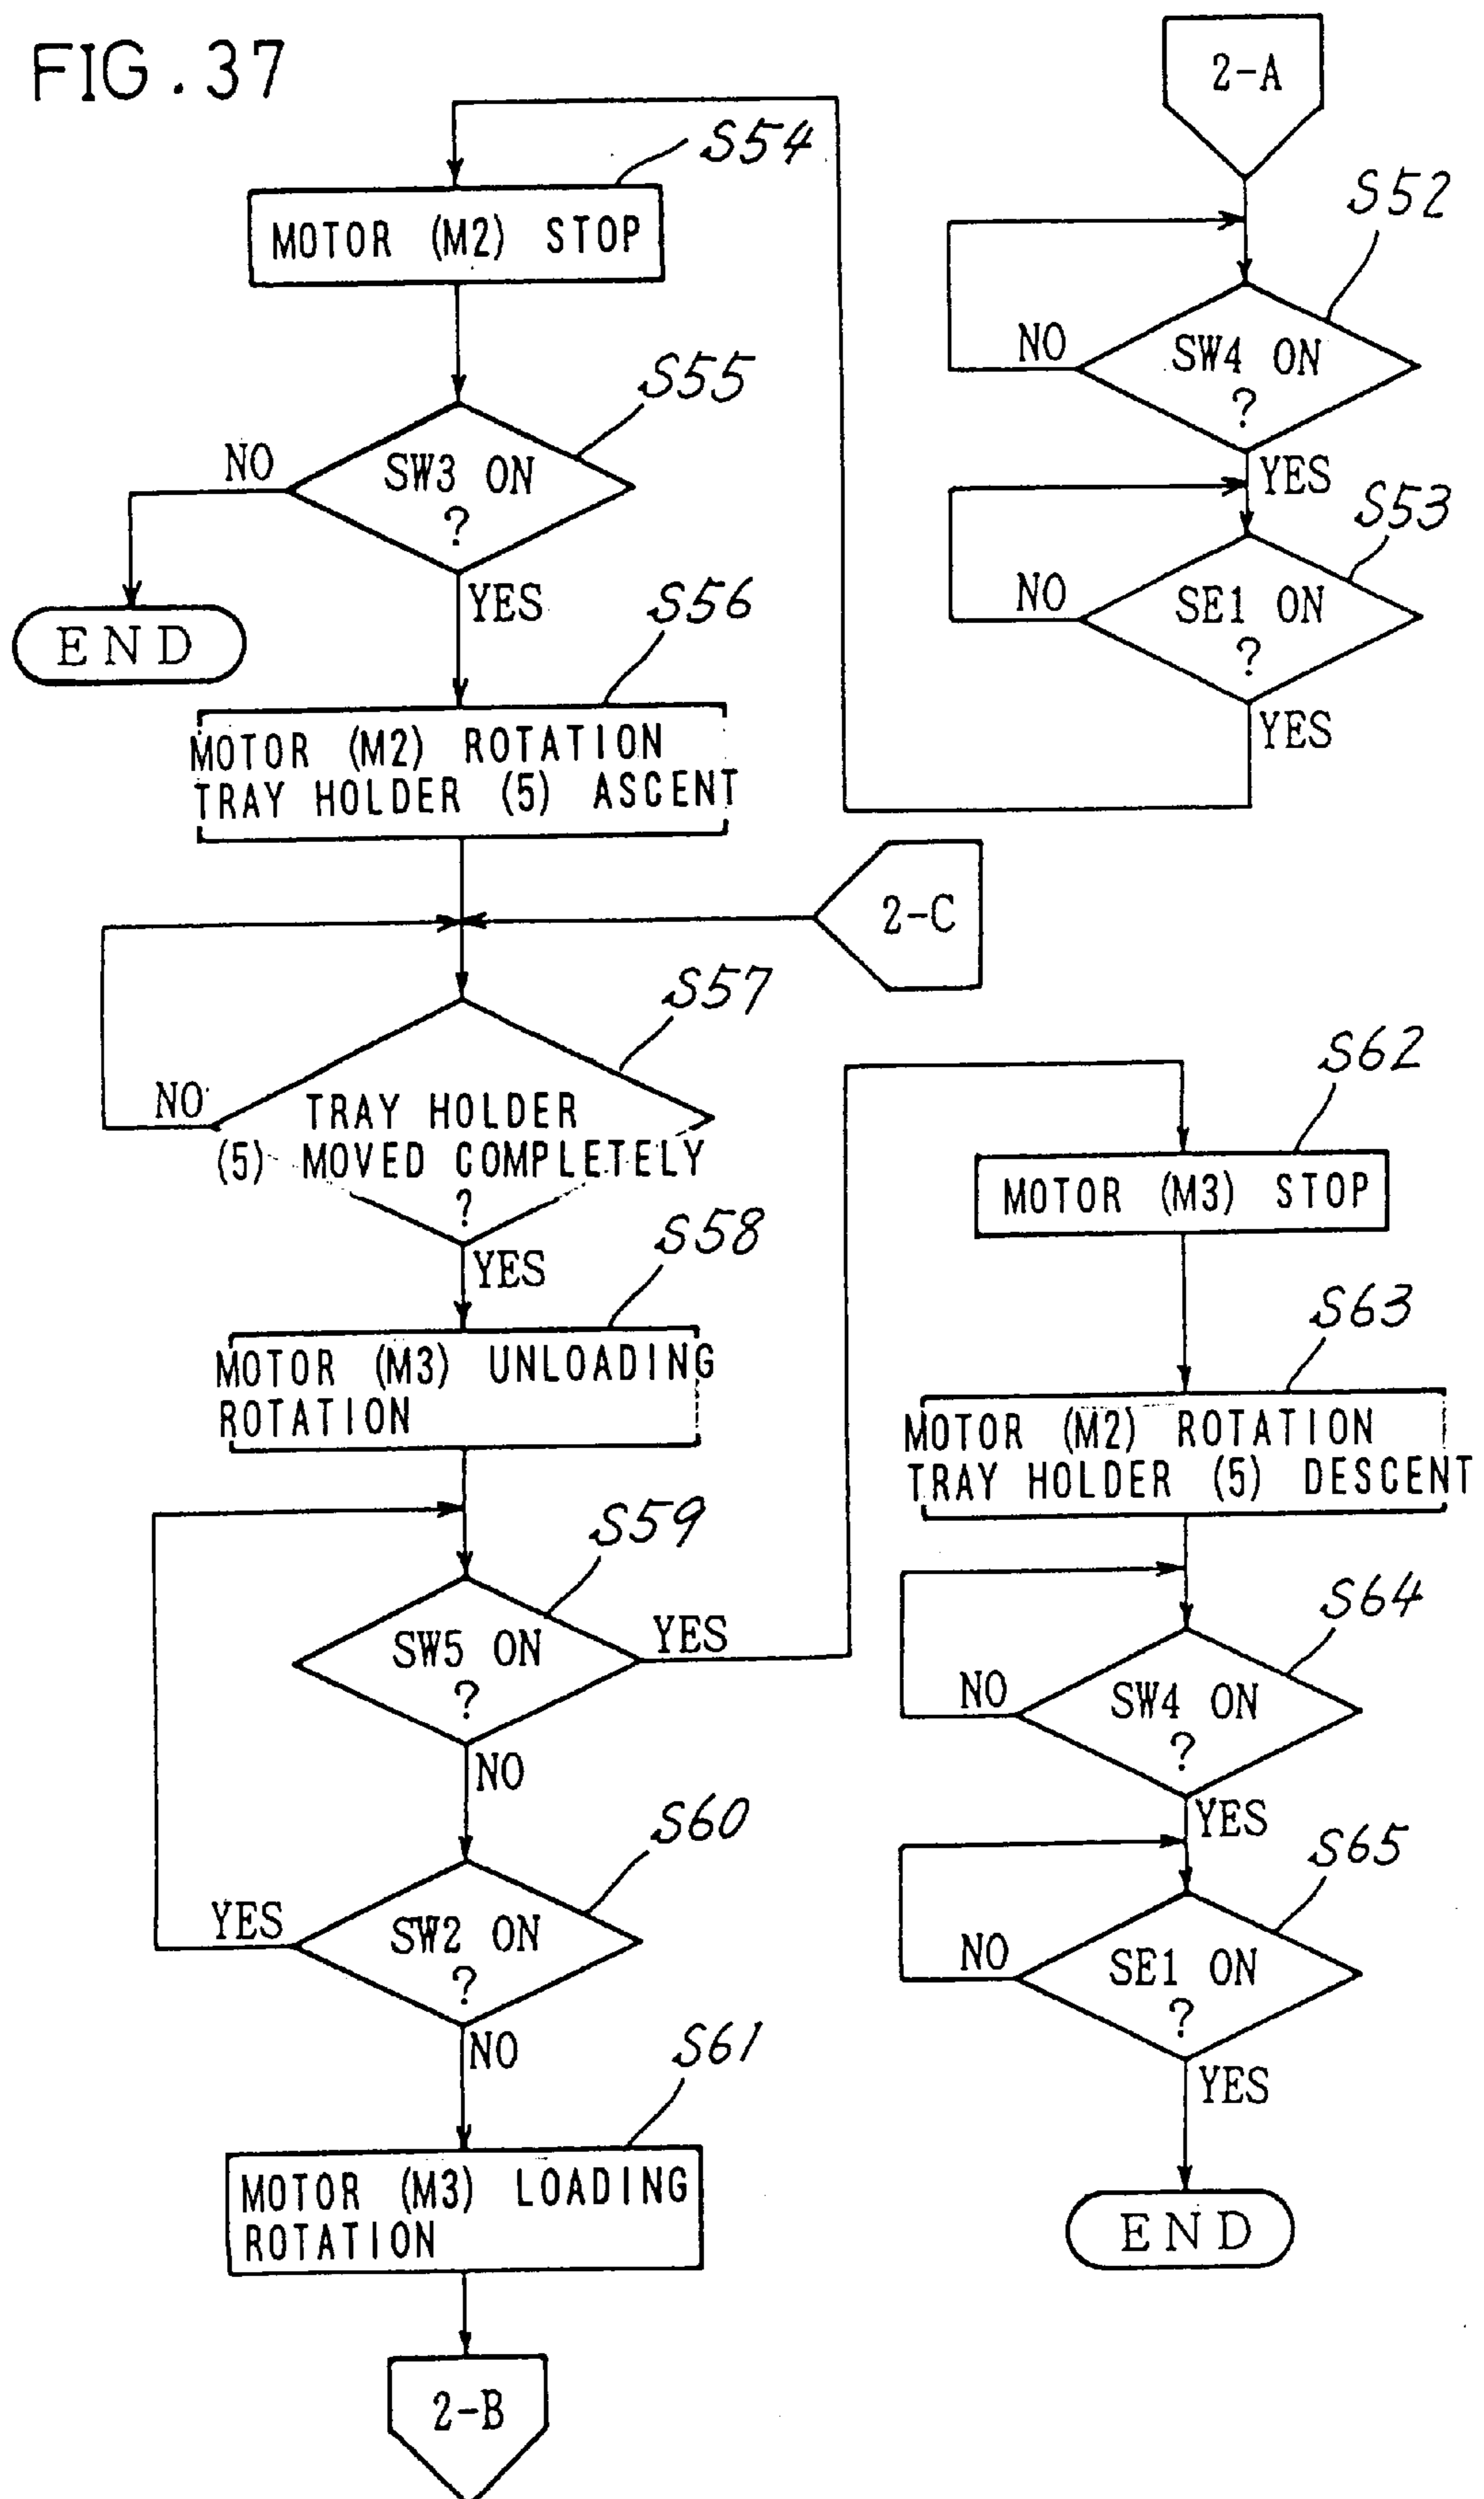 FIG.37
2-A
S52
SW4 ON
?
NO
YES
S53
SE1 ON
?
NO
YES
S54
MOTOR (M2) STOP
S55
SW3 ON
?
NO
END
YES
S56
MOTOR (M2) ROTATION
TRAY HOLDER (5) ASCENT
2-C
S57
TRAY HOLDER
(5) MOVED COMPLETELY
?
NO
YES
S58
MOTOR (M3) UNLOADING
ROTATION
S59
SW5 ON
?
YES
NO
S60
SW2 ON
?
YES
NO
S61
MOTOR (M3) LOADING
ROTATION
2-B
S62
MOTOR (M3) STOP
S63
MOTOR (M2) ROTATION
TRAY HOLDER (5) DESCENT
S64
SW4 ON
?
NO
YES
S65
SE1 ON
?
NO
YES
END